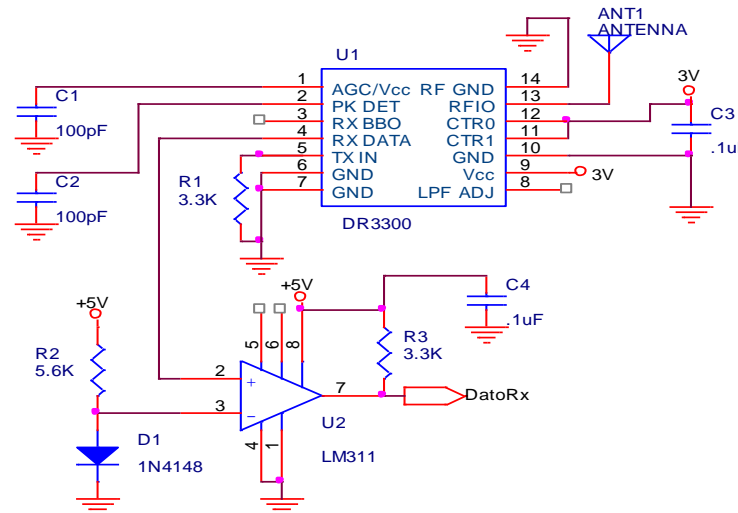 ANT1
ANTENNA
U1
1 AGC/Vcc RF GND 14
2 PK DET RFIO 13
3 RX BBO CTR0 12
4 RX DATA CTR1 11
5 TX IN GND 10
6 GND Vcc 9
7 GND LPF ADJ 8
DR3300
C1
100pF
C2
100pF
R1
3.3K
3V
C3
.1u
3V
+5V
R2
5.6K
D1
1N4148
+5V
5 6 8
2 +
3 -
7
4 1
U2
LM311
R3
3.3K
C4
.1uF
DatoRx